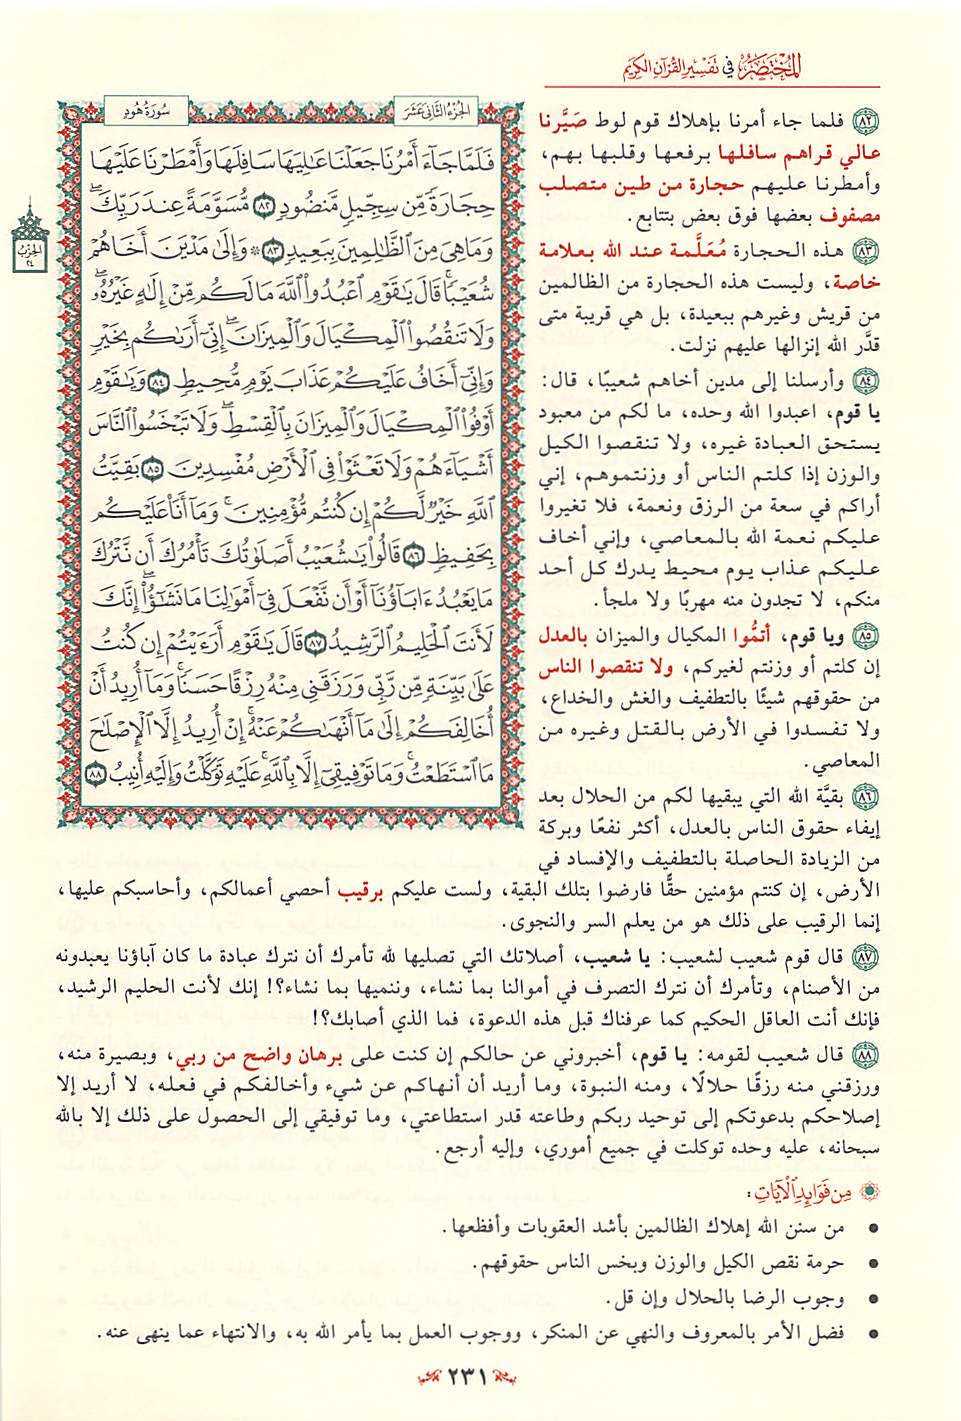 المختصر في تفسير القرآن الكريم
الجزء الثاني عشر
سورة هود
فَلَمَّا جَآءَ أَمْرُنَا جَعَلْنَا عَٰلِيَهَا سَافِلَهَا وَأَمْطَرْنَا عَلَيْهَا
حِجَارَةً مِّن سِجِّيلٍ مَّنضُودٍ ٨٢ مُّسَوَّمَةً عِندَ رَبِّكَۖ
وَمَا هِيَ مِنَ ٱلظَّٰلِمِينَ بِبَعِيدٍ ٨٣ ۞ وَإِلَىٰ مَدْيَنَ أَخَاهُمْ
شُعَيْبًاۚ قَالَ يَٰقَوْمِ ٱعْبُدُوا۟ ٱللَّهَ مَا لَكُم مِّنْ إِلَٰهٍ غَيْرُهُۥۖ
وَلَا تَنقُصُوا۟ ٱلْمِكْيَالَ وَٱلْمِيزَانَۖ إِنِّيٓ أَرَىٰكُم بِخَيْرٍ
وَإِنِّيٓ أَخَافُ عَلَيْكُمْ عَذَابَ يَوْمٍ مُّحِيطٍ ٨٤ وَيَٰقَوْمِ
أَوْفُوا۟ ٱلْمِكْيَالَ وَٱلْمِيزَانَ بِٱلْقِسْطِۖ وَلَا تَبْخَسُوا۟ ٱلنَّاسَ
أَشْيَآءَهُمْ وَلَا تَعْثَوْا۟ فِي ٱلْأَرْضِ مُفْسِدِينَ ٨٥ بَقِيَّتُ
ٱللَّهِ خَيْرٌ لَّكُمْ إِن كُنتُم مُّؤْمِنِينَۚ وَمَآ أَنَا۠ عَلَيْكُم
بِحَفِيظٍ ٨٦ قَالُوا۟ يَٰشُعَيْبُ أَصَلَوٰتُكَ تَأْمُرُكَ أَن نَّتْرُكَ
مَا يَعْبُدُ ءَابَآؤُنَآ أَوْ أَن نَّفْعَلَ فِيٓ أَمْوَٰلِنَا مَا نَشَٰٓؤُا۟ۖ إِنَّكَ
لَأَنتَ ٱلْحَلِيمُ ٱلرَّشِيدُ ٨٧ قَالَ يَٰقَوْمِ أَرَءَيْتُمْ إِن كُنتُ
عَلَىٰ بَيِّنَةٍ مِّن رَّبِّي وَرَزَقَنِي مِنْهُ رِزْقًا حَسَنًاۚ وَمَآ أُرِيدُ أَنْ
أُخَالِفَكُمْ إِلَىٰ مَآ أَنْهَىٰكُمْ عَنْهُۚ إِنْ أُرِيدُ إِلَّا ٱلْإِصْلَٰحَ
مَا ٱسْتَطَعْتُۚ وَمَا تَوْفِيقِيٓ إِلَّا بِٱللَّهِۚ عَلَيْهِ تَوَكَّلْتُ وَإِلَيْهِ أُنِيبُ ٨٨
الحزب
٢٤
٨٢ فلما جاء أمرنا بإهلاك قوم لوط صَيَّرنا
عالي قراهم سافلها برفعها وقلبها بهم،
وأمطرنا عليهم حجارة من طين متصلب
مصفوف بعضها فوق بعض بتتابع.
٨٣ هذه الحجارة مُعَلَّمة عند الله بعلامة
خاصة، وليست هذه الحجارة من الظالمين
من قريش وغيرهم ببعيدة، بل هي قريبة متى
قدَّر الله إنزالها عليهم نزلت.
٨٤ وأرسلنا إلى مدين أخاهم شعيبًا، قال:
يا قوم، اعبدوا الله وحده، ما لكم من معبود
يستحق العبادة غيره، ولا تنقصوا الكيل
والوزن إذا كلتم الناس أو وزنتموهم، إني
أراكم في سعة من الرزق ونعمة، فلا تغيروا
عليكم نعمة الله بالمعاصي، وإني أخاف
عليكم عذاب يوم محيط يدرك كل أحد
منكم، لا تجدون منه مهربًا ولا ملجأ.
٨٥ ويا قوم، أتمُّوا المكيال والميزان بالعدل
إن كلتم أو وزنتم لغيركم، ولا تنقصوا الناس
من حقوقهم شيئًا بالتطفيف والغش والخداع،
ولا تفسدوا في الأرض بالقتل وغيره من
المعاصي.
٨٦ بقيَّة الله التي يبقيها لكم من الحلال بعد
إيفاء حقوق الناس بالعدل، أكثر نفعًا وبركة
من الزيادة الحاصلة بالتطفيف والإفساد في
الأرض، إن كنتم مؤمنين حقًّا فارضوا بتلك البقية، ولست عليكم برقيب أحصي أعمالكم، وأحاسبكم عليها،
إنما الرقيب على ذلك هو من يعلم السر والنجوى.
٨٧ قال قوم شعيب لشعيب: يا شعيب، أصلاتك التي تصليها لله تأمرك أن نترك عبادة ما كان آباؤنا يعبدونه
من الأصنام، وتأمرك أن نترك التصرف في أموالنا بما نشاء، وننميها بما نشاء؟! إنك لأنت الحليم الرشيد،
فإنك أنت العاقل الحكيم كما عرفناك قبل هذه الدعوة، فما الذي أصابك؟!
٨٨ قال شعيب لقومه: يا قوم، أخبروني عن حالكم إن كنت على برهان واضح من ربي، وبصيرة منه،
ورزقني منه رزقًا حلالًا، ومنه النبوة، وما أريد أن أنهاكم عن شيء وأخالفكم في فعله، لا أريد إلا
إصلاحكم بدعوتكم إلى توحيد ربكم وطاعته قدر استطاعتي، وما توفيقي إلى الحصول على ذلك إلا بالله
سبحانه، عليه وحده توكلت في جميع أموري، وإليه أرجع.
من فوائد الآيات:
• من سنن الله إهلاك الظالمين بأشد العقوبات وأفظعها.
• حرمة نقص الكيل والوزن وبخس الناس حقوقهم.
• وجوب الرضا بالحلال وإن قل.
• فضل الأمر بالمعروف والنهي عن المنكر، ووجوب العمل بما يأمر الله به، والانتهاء عما ينهى عنه.
٢٣١